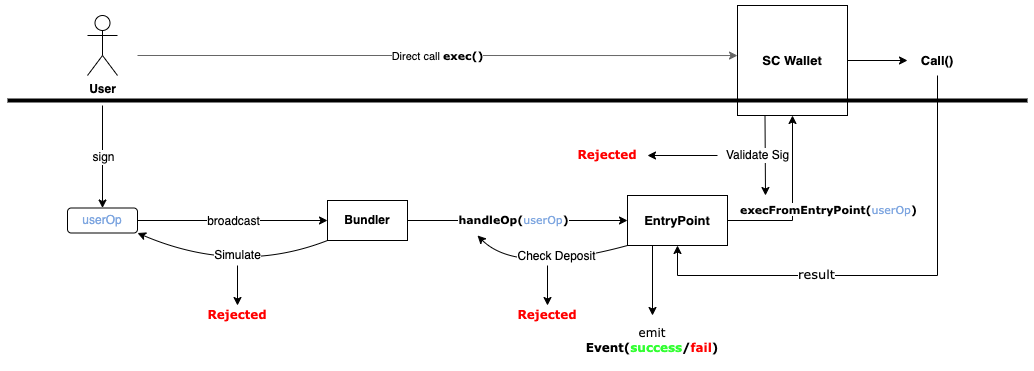 Direct call exec()
SC Wallet
Call()
User
sign
Rejected
Validate Sig
userOp
broadcast
Bundler
handleOp(userOp)
EntryPoint
execFromEntryPoint(userOp)
Simulate
Check Deposit
result
Rejected
Rejected
emit
Event(success/fail)